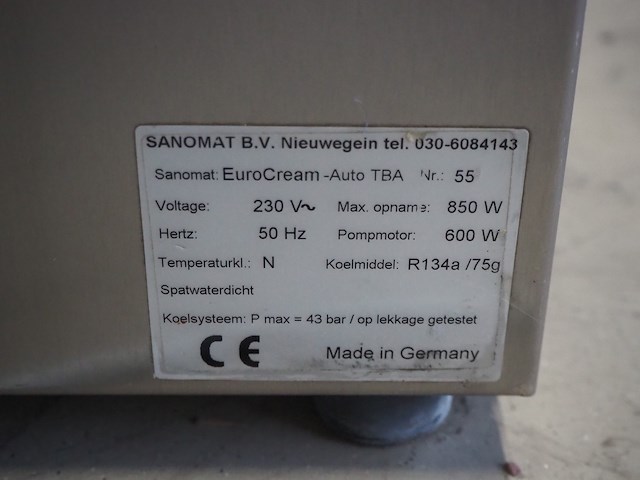 SANOMAT B.V. Nieuwegein tel. 030-6084143
Sanomat: EuroCream -Auto TBA Nr.: 55
Voltage: 230 V~ Max. opname: 850 W
Hertz: 50 Hz Pompmotor: 600 W
Temperaturkl.: N Koelmiddel: R134a /75g
Spatwaterdicht
Koelsysteem: P max = 43 bar / op lekkage getestet
CE Made in Germany